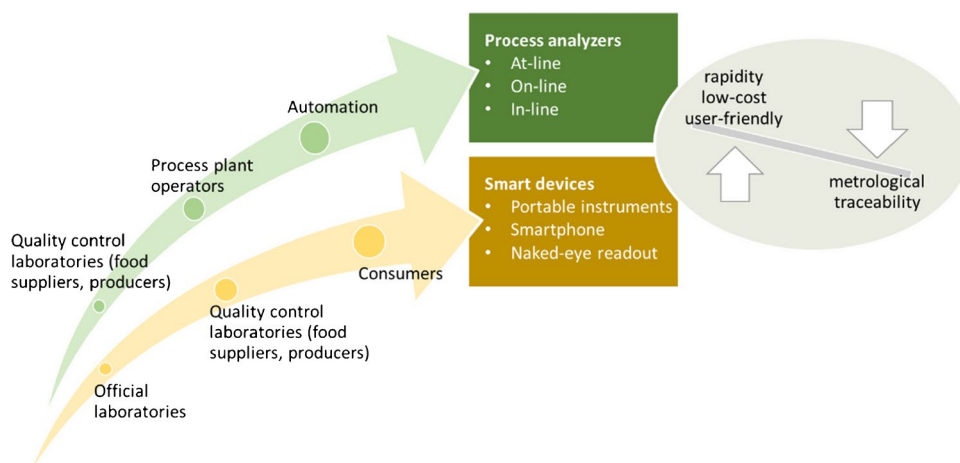 Process analyzers
• At-line
• On-line
• In-line
rapidity
low-cost
user-friendly
metrological
traceability
Automation
Process plant
operators
Quality control
laboratories (food
suppliers, producers)
Smart devices
• Portable instruments
• Smartphone
• Naked-eye readout
Consumers
Quality control
laboratories (food
suppliers, producers)
Official
laboratories